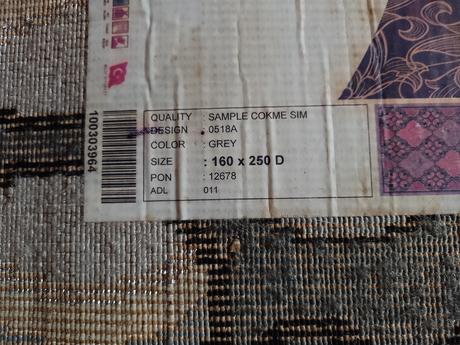 100303964
QUALITY : SAMPLE COKME SIM
DESIGN : 0518A
COLOR : GREY
SIZE : 160 x 250 D
PON : 12678
ADL 011